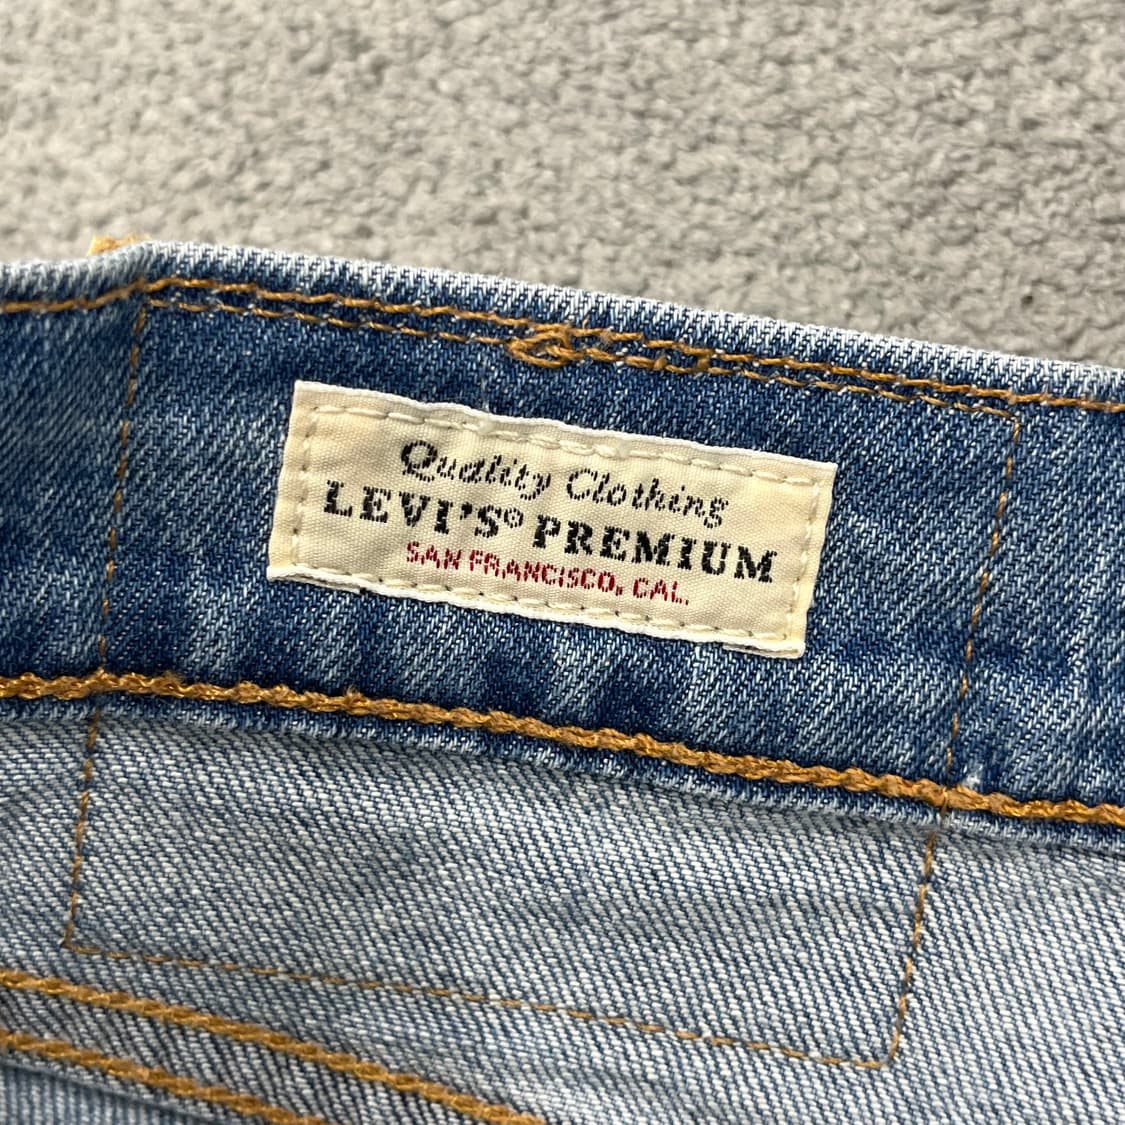 Quality Clothing
LEVI'S® PREMIUM
SAN FRANCISCO, CAL.